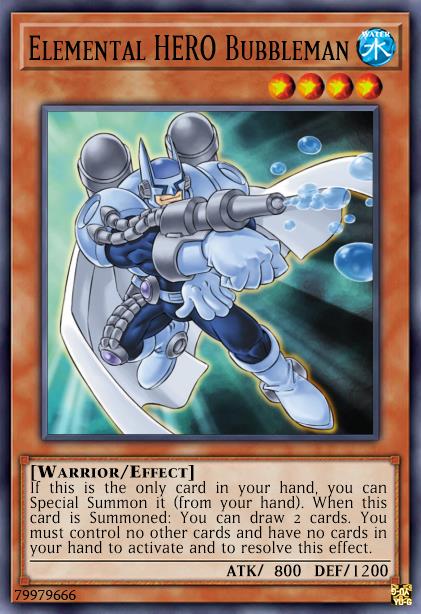 Elemental HERO Bubbleman
WATER
水
[Warrior/Effect]
If this is the only card in your hand, you can
Special Summon it (from your hand). When this
card is Summoned: You can draw 2 cards. You
must control no other cards and have no cards in
your hand to activate and to resolve this effect.
ATK/ 800 DEF/1200
79979666